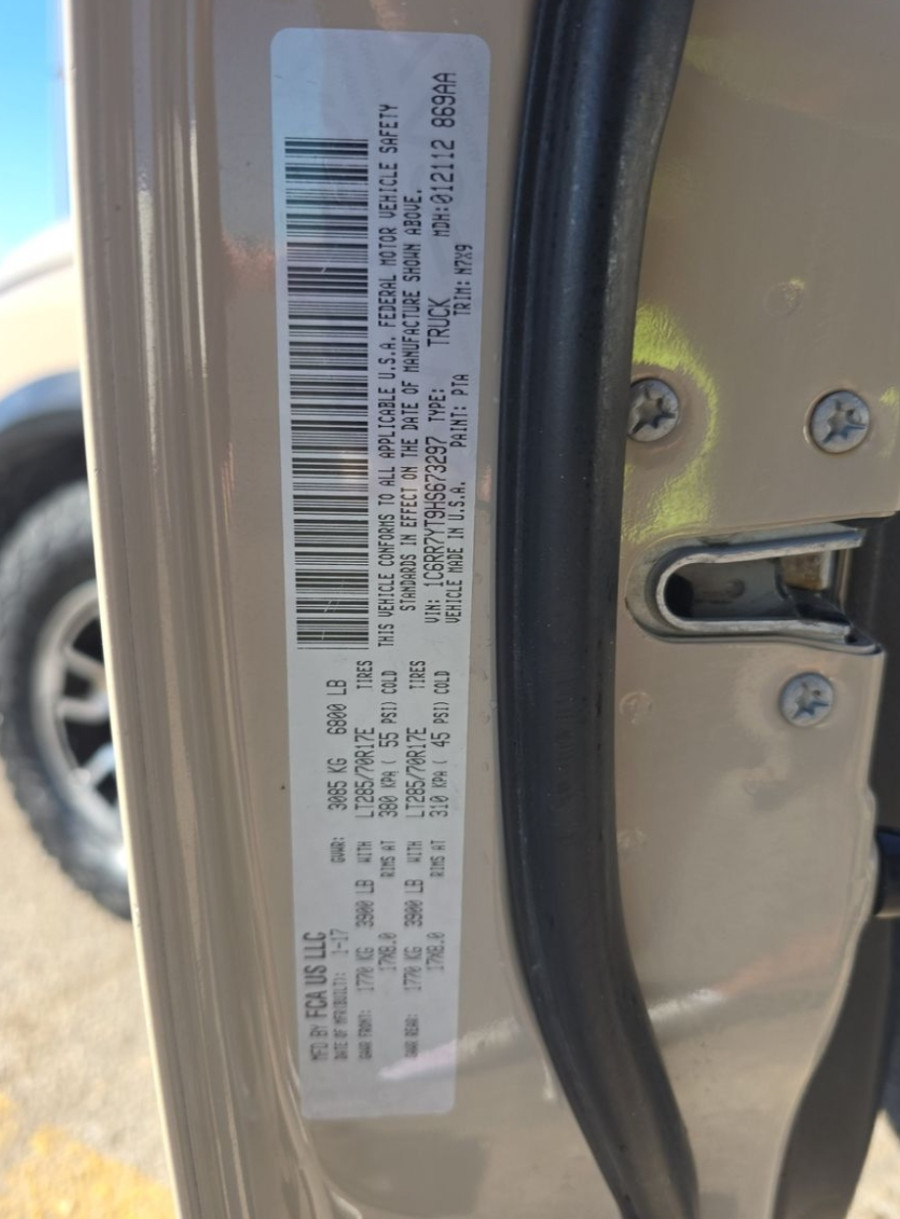 MFD BY FCA US LLC
DATE OF MFR(BUILT): 1-17 GVWR: 3085 KG 6800 LB
GAWR FRONT: 1770 KG 3900 LB WITH LT285/70R17E TIRES
17X8.0 RIMS AT 380 KPA ( 55 PSI) COLD
GAWR REAR: 1770 KG 3900 LB WITH LT285/70R17E TIRES
17X8.0 RIMS AT 310 KPA ( 45 PSI) COLD
THIS VEHICLE CONFORMS TO ALL APPLICABLE U.S.A. FEDERAL MOTOR VEHICLE SAFETY
STANDARDS IN EFFECT ON THE DATE OF MANUFACTURE SHOWN ABOVE.
VIN: 1C6RR7YT9HS673297 TYPE: TRUCK MDH:012112 869AA
VEHICLE MADE IN U.S.A. PAINT: PTA TRIM: N7X9